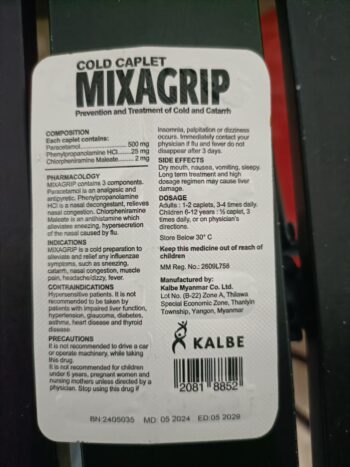 COLD CAPLET
MIXAGRIP
Prevention and Treatment of Cold and Catarrh
COMPOSITION
Each caplet contains:
Paracetamol.........................500 mg
Phenylpropanolamine HCl......25 mg
Chlorpheniramine Maleate.......2 mg
PHARMACOLOGY
MIXAGRIP contains 3 components.
Paracetamol is an analgesic and
antipyretic. Phenylpropanolamine
HCl is a nasal decongestant, relieves
nasal congestion. Chlorpheniramine
Maleate is an antihistamine which
alleviates sneezing, hypersecretion
of the nasal caused by flu.
INDICATIONS
MIXAGRIP is a cold preparation to
alleviate and relief any influenzae
symptoms, such as sneezing,
catarrh, nasal congestion, muscle
pain, headache/dizzy, fever.
CONTRAINDICATIONS
Hypersensitive patients. It is not
recommended to be taken by
patients with impaired liver function,
hypertension, glaucoma, diabetes,
asthma, heart disease and thyroid
disease.
PRECAUTIONS
It is not recommended to drive a car
or operate machinery, while taking
this drug.
It is not recommended for children
under 6 years, pregnant women and
nursing mothers unless directed by a
physician. Stop using this drug if
Insomnia, palpitation or dizziness
occurs. Immediately contact your
physician if flu and fever do not
disappear after 3 days.
SIDE EFFECTS
Dry mouth, nausea, vomiting, sleepy.
Long term treatment and high
dosage regimen may cause liver
damage.
DOSAGE
Adults : 1-2 caplets, 3-4 times daily.
Children 6-12 years : ½ caplet, 3
times daily, or on physician's
directions.
Store Below 30° C
Keep this medicine out of reach of
children
MM Reg. No.: 2609L756
Manufactured by:
Kalbe Myanmar Co. Ltd.
Lot No. (B-22) Zone A, Thilawa
Special Economic Zone, Thanlyin
Township, Yangon, Myanmar
KALBE
2081 8852
BN:2405035 MD: 05 2024 ED:05 2029